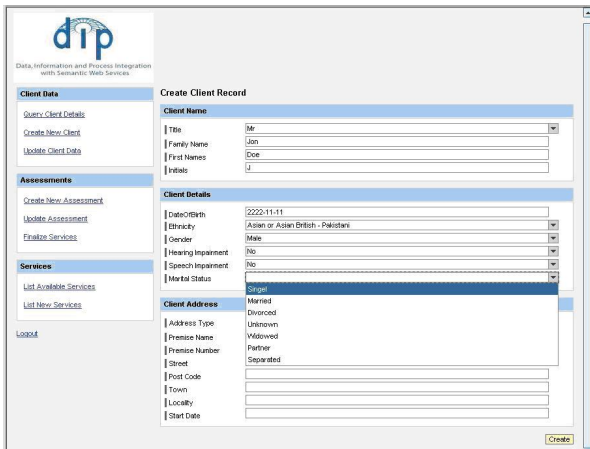 dip
Data, Information and Process Integration
with Semantic Web Sevices
Client Data
Query Client Details
Create New Client
Update Client Data
Assessments
Create New Assessment
Update Assessment
Finalize Services
Services
List Available Services
List New Services
Logout
Create Client Record
Client Name
Title Mr
Family Name Jon
First Names Doe
Initials J
Client Details
DateOfBirth 2222-11-11
Ethnicity Asian or Asian British - Pakistani
Gender Male
Hearing Impairment No
Speech Impairment No
Marital Status
Singel
Married
Divorced
Unknown
Widowed
Partner
Separated
Client Address
Address Type
Premise Name
Premise Number
Street
Post Code
Town
Locality
Start Date
Create